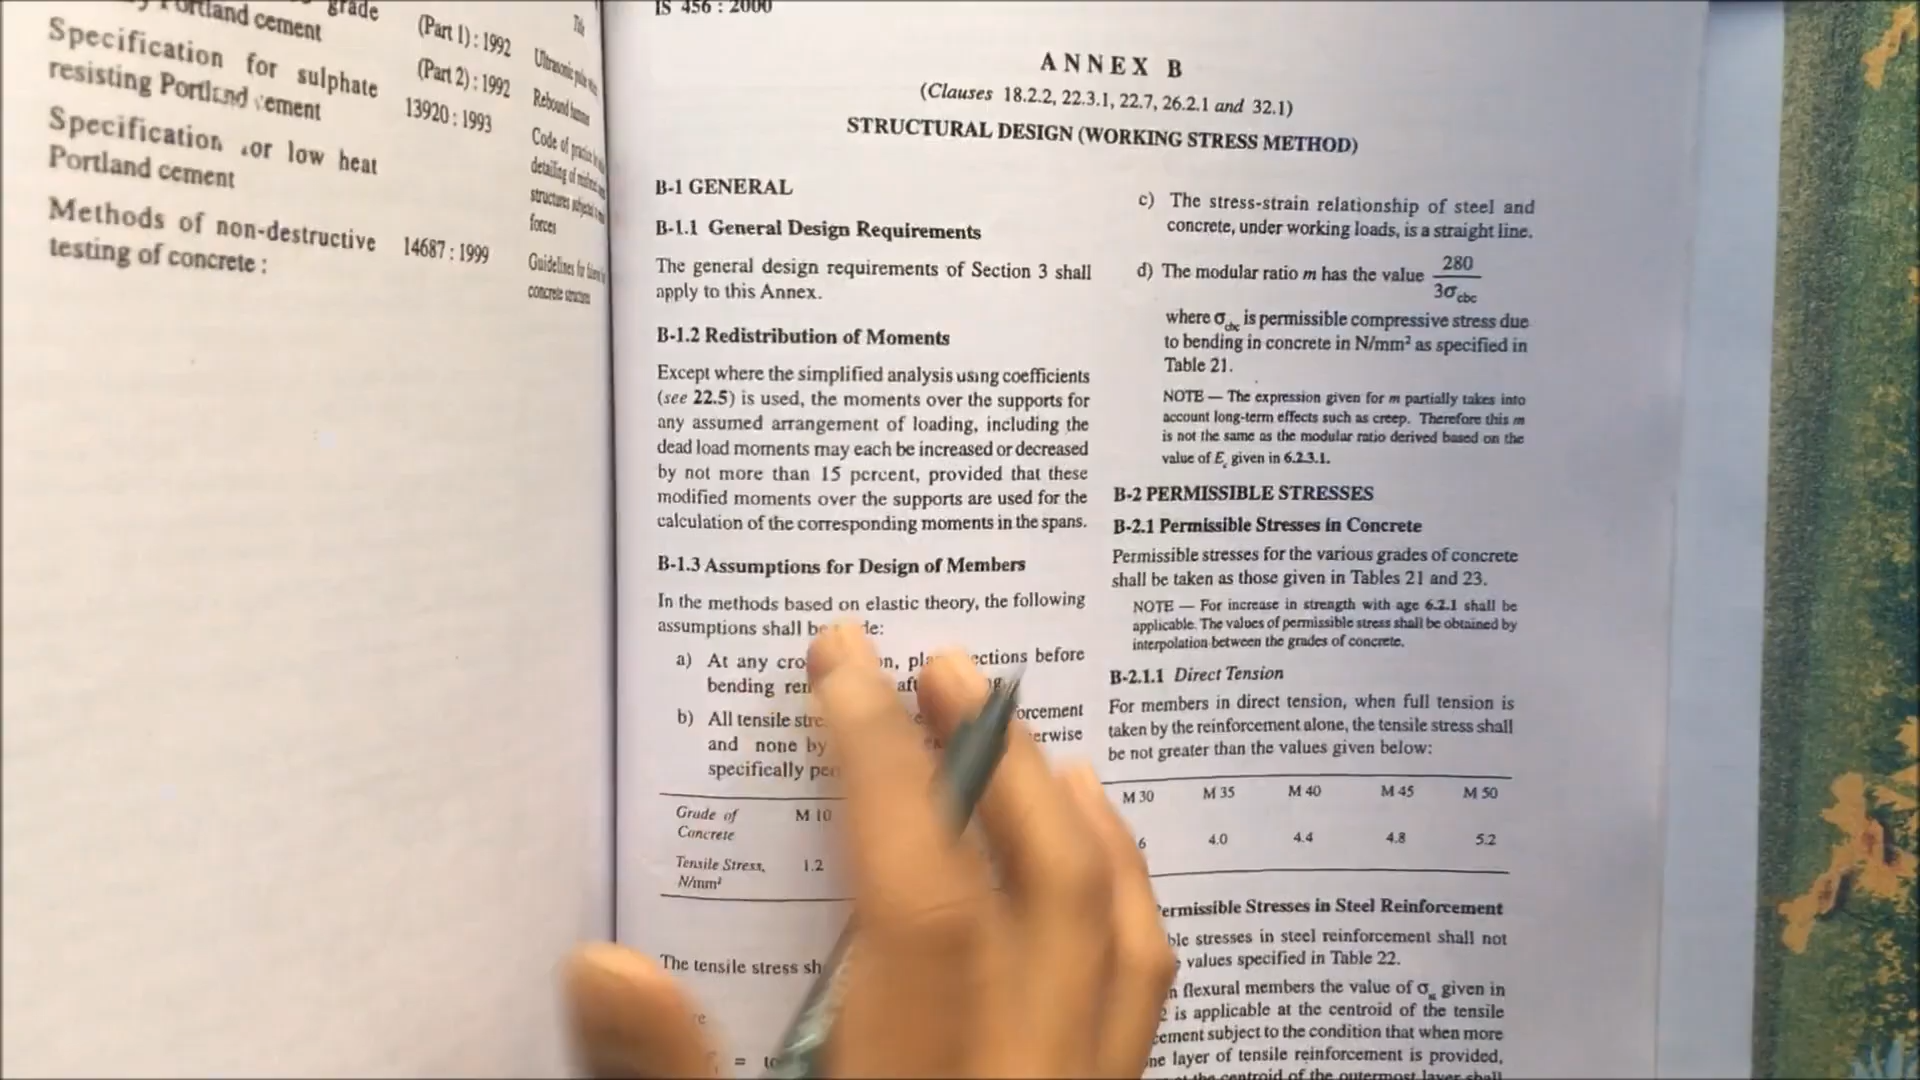 grade
Portland cement
Specification for sulphate
resisting Portland cement
Specification for low heat
Portland cement
Methods of non-destructive
testing of concrete :
(Part 1) : 1992
(Part 2) : 1992
13920 : 1993
14687 : 1999
Title
Ultrasonic pulse
Rebound hammer
Code of practice
detailing of
structures subjected
forces
Guidelines for
concrete structures
IS 456 : 2000
ANNEX B
(Clauses 18.2.2, 22.3.1, 22.7, 26.2.1 and 32.1)
STRUCTURAL DESIGN (WORKING STRESS METHOD)
B-1 GENERAL
B-1.1 General Design Requirements
The general design requirements of Section 3 shall
apply to this Annex.
B-1.2 Redistribution of Moments
Except where the simplified analysis using coefficients
(see 22.5) is used, the moments over the supports for
any assumed arrangement of loading, including the
dead load moments may each be increased or decreased
by not more than 15 percent, provided that these
modified moments over the supports are used for the
calculation of the corresponding moments in the spans.
B-1.3 Assumptions for Design of Members
In the methods based on elastic theory, the following
assumptions shall be
a) At any before
bending
b) All tensile
and none by
specifically
c) The stress-strain relationship of steel and
concrete, under working loads, is a straight line.
d) The modular ratio m has the value 280/3σcbc
where σcbc is permissible compressive stress due
to bending in concrete in N/mm² as specified in
Table 21.
NOTE — The expression given for m partially takes into
account long-term effects such as creep. Therefore this m
is not the same as the modular ratio derived based on the
value of Ec given in 6.2.3.1.
B-2 PERMISSIBLE STRESSES
B-2.1 Permissible Stresses in Concrete
Permissible stresses for the various grades of concrete
shall be taken as those given in Tables 21 and 23.
NOTE — For increase in strength with age 6.2.1 shall be
applicable. The values of permissible stress shall be obtained by
interpolation between the grades of concrete.
B-2.1.1 Direct Tension
For members in direct tension, when full tension is
taken by the reinforcement alone, the tensile stress shall
be not greater than the values given below:
Grade of Concrete M 10 M 30 M 35 M 40 M 45 M 50
Tensile Stress, N/mm² 1.2 6 4.0 4.4 4.8 5.2
The tensile stress
=
Permissible Stresses in Steel Reinforcement
stresses in steel reinforcement shall not
values specified in Table 22.
flexural members the value of σst given in
is applicable at the centroid of the tensile
subject to the condition that when more
layer of tensile reinforcement is provided,
the centroid of the outermost layer shall